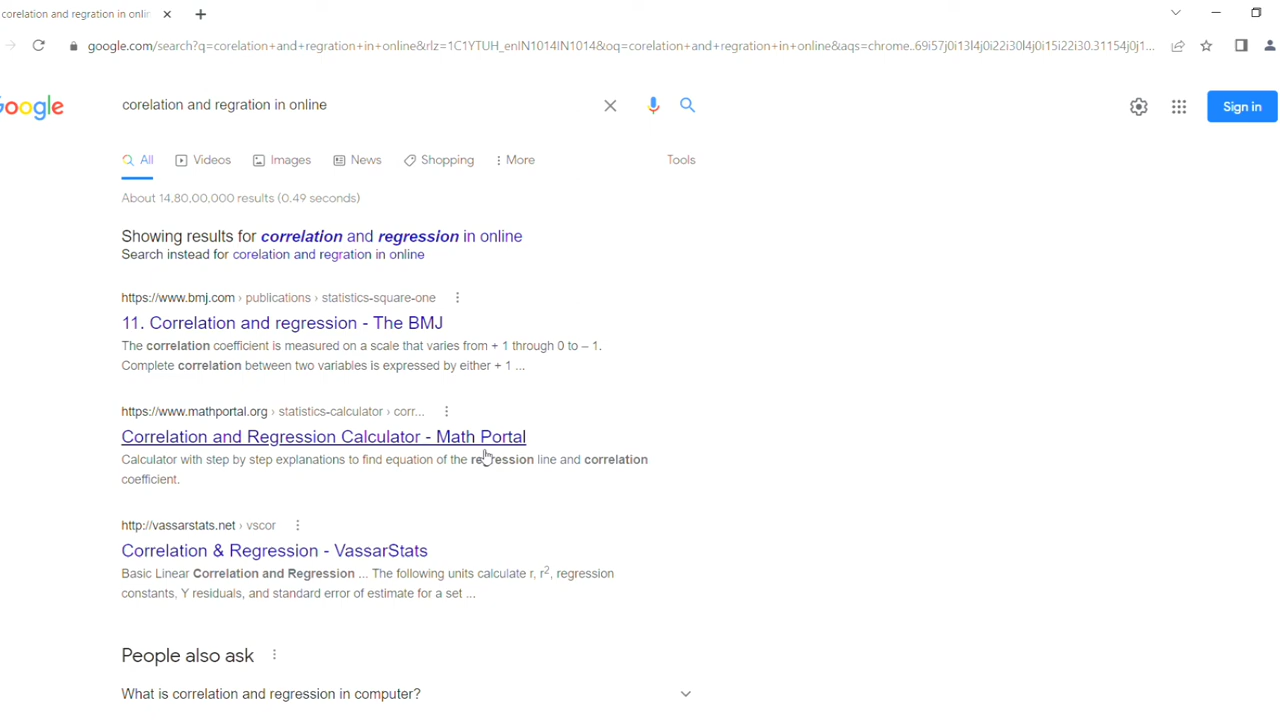 corelation and regration in onlin
google.com/search?q=corelation+and+regration+in+online&rlz=1C1YTUH_enIN1014IN1014&oq=corelation+and+regration+in+online&aqs=chrome..69i57j0i13l4j0i22i30l4j0i15i22i30.31154j0j1...
Google
corelation and regration in online
Sign in
All Videos Images News Shopping More Tools
About 14,80,00,000 results (0.49 seconds)
Showing results for correlation and regression in online
Search instead for corelation and regration in online
https://www.bmj.com › publications › statistics-square-one
11. Correlation and regression - The BMJ
The correlation coefficient is measured on a scale that varies from + 1 through 0 to – 1.
Complete correlation between two variables is expressed by either + 1 ...
https://www.mathportal.org › statistics-calculator › corr...
Correlation and Regression Calculator - Math Portal
Calculator with step by step explanations to find equation of the regression line and correlation
coefficient.
http://vassarstats.net › vscor
Correlation & Regression - VassarStats
Basic Linear Correlation and Regression ... The following units calculate r, r², regression
constants, Y residuals, and standard error of estimate for a set ...
People also ask
What is correlation and regression in computer?